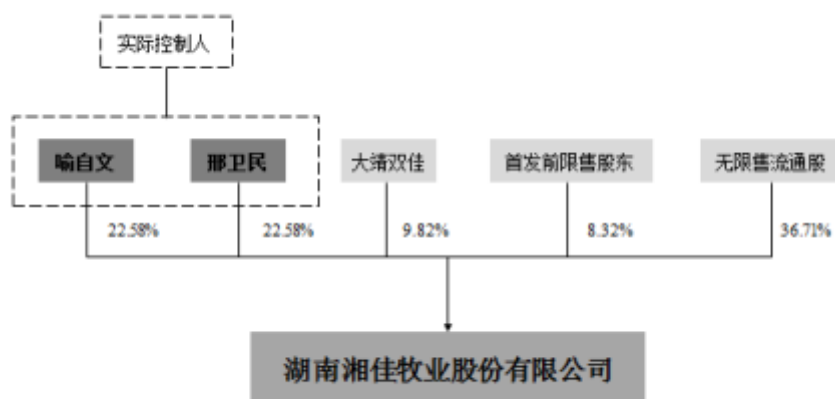 实际控制人
喻自文 邢卫民 大靖双佳 首发前限售股东 无限售流通股
22.58% 22.58% 9.82% 8.32% 36.71%
湖南湘佳牧业股份有限公司